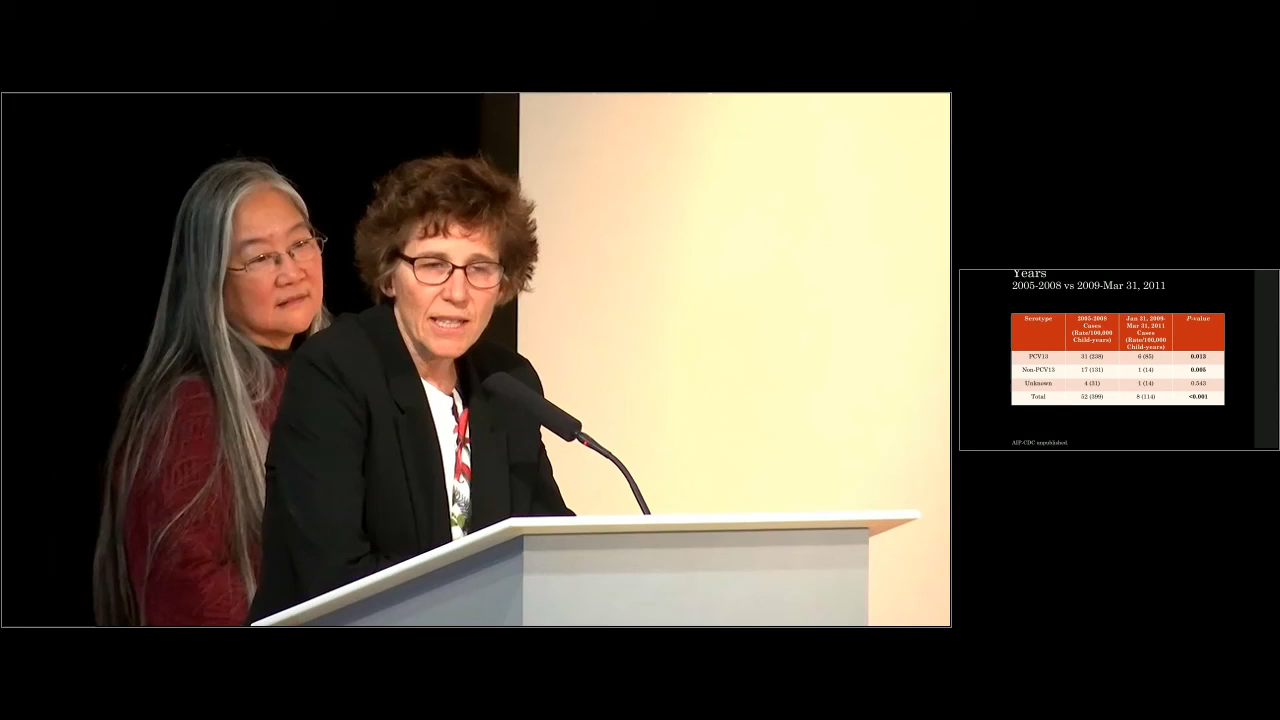 Years
2005-2008 vs 2009-Mar 31, 2011
Serotype
2005-2008
Cases
(Rate/100,000
Child-years)
Jan 31, 2009-
Mar 31, 2011
Cases
(Rate/100,000
Child-years)
P-value
PCV13 31 (238) 6 (85) 0.013
Non-PCV13 17 (131) 1 (14) 0.005
Unknown 4 (31) 1 (14) 0.543
Total 52 (399) 8 (114) <0.001
AIP-CDC unpublished.